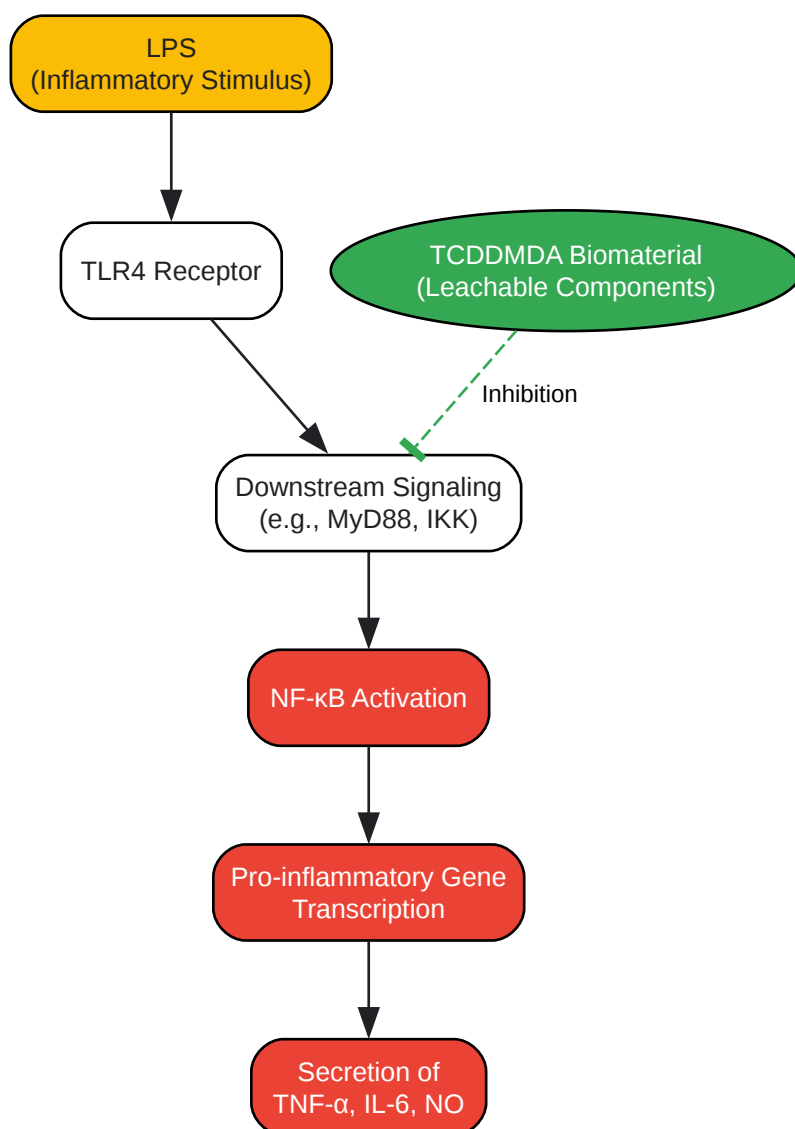 LPS
(Inflammatory Stimulus)
TLR4 Receptor
TCDDMDA Biomaterial
(Leachable Components)
Inhibition
Downstream Signaling
(e.g., MyD88, IKK)
NF-κB Activation
Pro-inflammatory Gene
Transcription
Secretion of
TNF-α, IL-6, NO